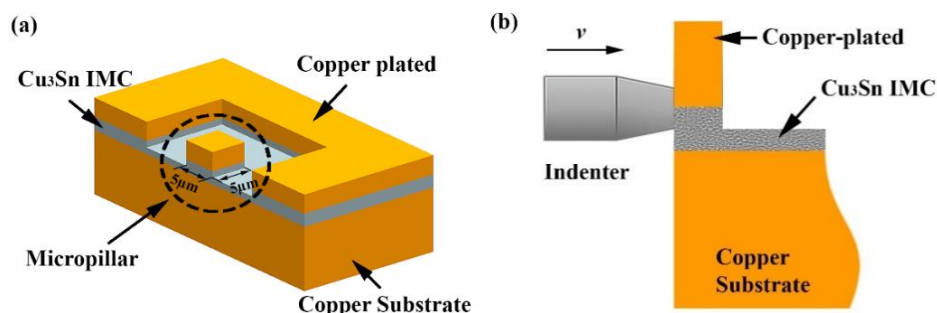 (a)
Cu₃Sn IMC
Copper plated
5μm
5μm
Micropillar
Copper Substrate
(b)
v
Copper-plated
Cu₃Sn IMC
Indenter
Copper
Substrate